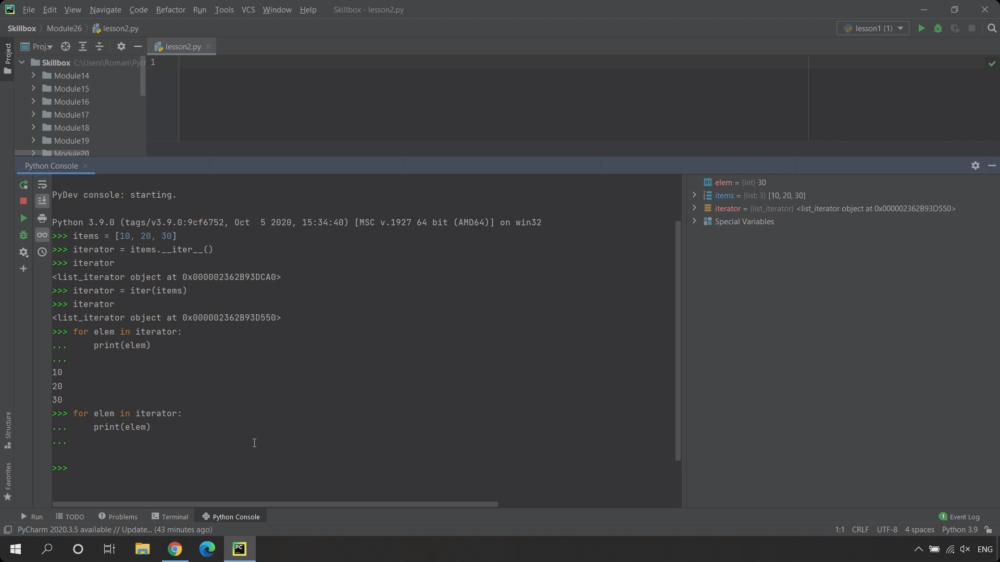 File Edit View Navigate Code Refactor Run Tools VCS Window Help Skillbox - lesson2.py
Skillbox Module26 lesson2.py lesson1 (1)
Project
Proj... lesson2.py
Skillbox C:\Users\Roman\Pyc
1
Module14
Module15
Module16
Module17
Module18
Module19
Module20
Python Console
PyDev console: starting.
Python 3.9.0 (tags/v3.9.0:9cf6752, Oct  5 2020, 15:34:40) [MSC v.1927 64 bit (AMD64)] on win32
>>> items = [10, 20, 30]
>>> iterator = items.__iter__()
>>> iterator
<list_iterator object at 0x000002362B93DCA0>
>>> iterator = iter(items)
>>> iterator
<list_iterator object at 0x000002362B93D550>
>>> for elem in iterator:
...     print(elem)
...
10
20
30
>>> for elem in iterator:
...     print(elem)
...
>>>
elem = {int} 30
items = {list: 3} [10, 20, 30]
iterator = {list_iterator} <list_iterator object at 0x000002362B93D550>
Special Variables
Structure
Favorites
Run TODO Problems Terminal Python Console 1 Event Log
PyCharm 2020.3.5 available // Update... (43 minutes ago) 1:1 CRLF UTF-8 4 spaces Python 3.9
PC ENG